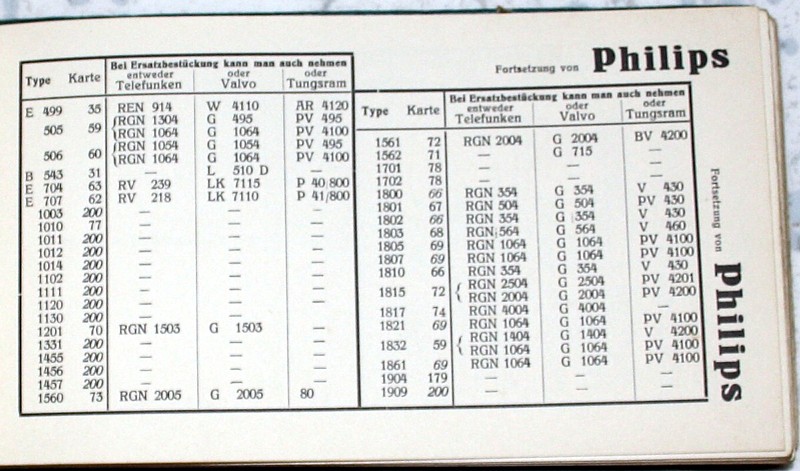 Fortsetzung von Philips
Bei Ersatzbestückung kann man auch nehmen
Type Karte entweder Telefunken oder Valvo oder Tungsram
E 499 35 REN 914 W 4110 AR 4120
505 59 { RGN 1304 G 495 PV 495
RGN 1064 G 1064 PV 4100
506 60 { RGN 1054 G 1054 PV 495
RGN 1064 G 1064 PV 4100
B 543 31 — L 510 D —
E 704 63 RV 239 LK 7115 P 40/800
E 707 62 RV 218 LK 7110 P 41/800
1003 200 — — —
1010 77 — — —
1011 200 — — —
1012 200 — — —
1014 200 — — —
1102 200 — — —
1111 200 — — —
1120 200 — — —
1130 200 — — —
1201 70 RGN 1503 G 1503 —
1331 200 — — —
1455 200 — — —
1456 200 — — —
1457 200 — — —
1560 73 RGN 2005 G 2005 80
Bei Ersatzbestückung kann man auch nehmen
Type Karte entweder Telefunken oder Valvo oder Tungsram
1561 72 RGN 2004 G 2004 BV 4200
1562 71 — G 715 —
1701 78 — — —
1702 78 — — —
1800 66 RGN 354 G 354 V 430
1801 67 RGN 504 G 504 PV 430
1802 66 RGN 354 G 354 V 430
1803 68 RGN 564 G 564 V 460
1805 69 RGN 1064 G 1064 PV 4100
1807 69 RGN 1064 G 1064 PV 4100
1810 66 RGN 354 G 354 V 430
1815 72 { RGN 2504 G 2504 PV 4201
RGN 2004 G 2004 PV 4200
1817 74 RGN 4004 G 4004 —
1821 69 RGN 1064 G 1064 PV 4100
1832 59 { RGN 1404 G 1404 V 4200
RGN 1064 G 1064 PV 4100
1861 69 RGN 1064 G 1064 PV 4100
1904 179 — — —
1909 200 — — —
Fortsetzung von Philips